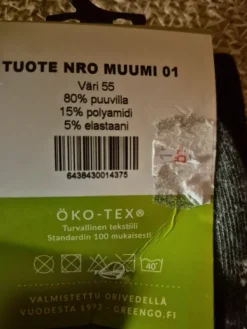 TUOTE NRO MUUMI 01
Väri 55
80% puuvilla
15% polyamidi
5% elastaani
6438430014375
ÖKO-TEX®
Turvallinen tekstiili
Standardin 100 mukaisesti
40°
VALMISTETTU ORIVEDELLÄ
VUODESTA 1992 - GREENGO.FI